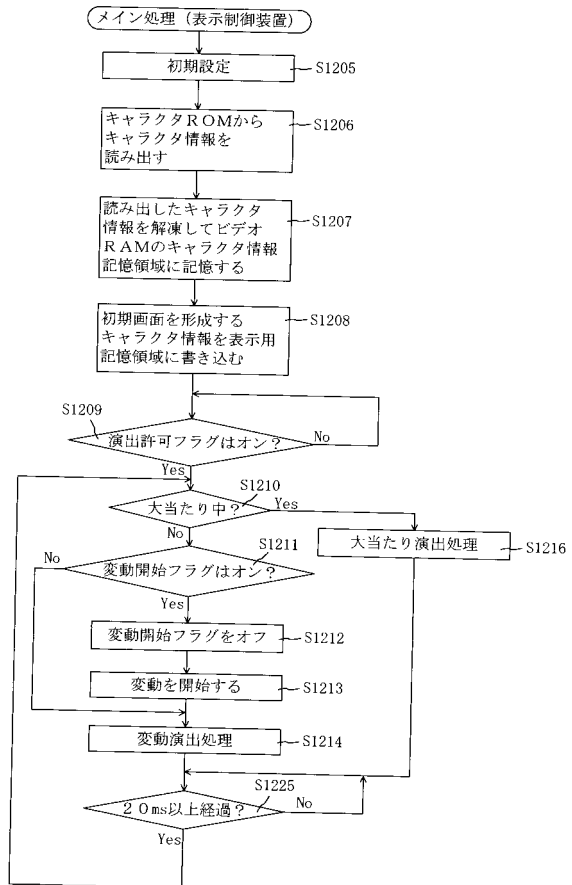 メイン処理(表示制御装置)
初期設定
S1205
キャラクタROMから
キャラクタ情報を
読み出す
S1206
読み出したキャラクタ
情報を解凍してビデオ
RAMのキャラクタ情報
記憶領域に記憶する
S1207
初期画面を形成する
キャラクタ情報を表示用
記憶領域に書き込む
S1208
S1209
演出許可フラグはオン?
No
Yes
S1210
大当たり中?
Yes
No
大当たり演出処理
S1216
S1211
No
変動開始フラグはオン?
Yes
変動開始フラグをオフ
S1212
変動を開始する
S1213
変動演出処理
S1214
S1225
20ms以上経過?
No
Yes